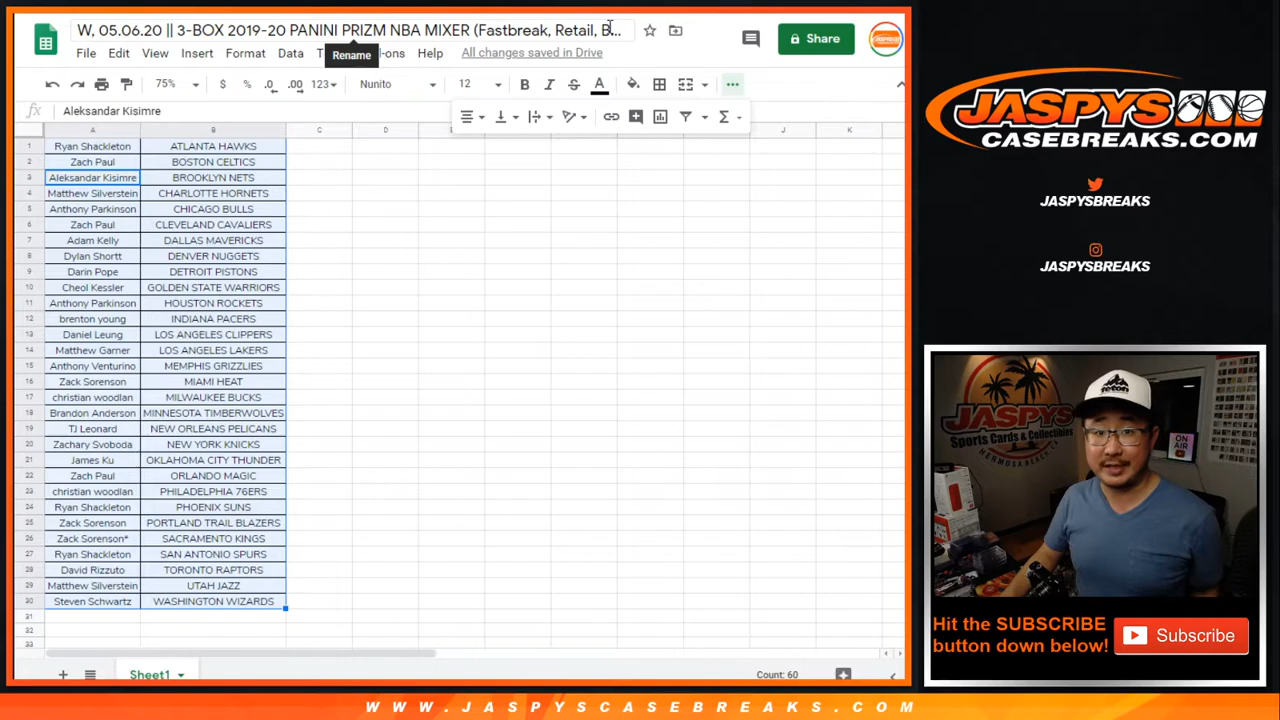 W, 05.06.20 || 3-BOX 2019-20 PANINI PRIZM NBA MIXER (Fastbreak, Retail, B...
File Edit View Insert Format Data T Rename d-ons Help All changes saved in Drive
Share
75% $ % .0 .00 123 Nunito 12 B I S A
fx Aleksandar Kisimre
A B C D E H I J K
1 Ryan Shackleton ATLANTA HAWKS
2 Zach Paul BOSTON CELTICS
3 Aleksandar Kisimre BROOKLYN NETS
4 Matthew Silverstein CHARLOTTE HORNETS
5 Anthony Parkinson CHICAGO BULLS
6 Zach Paul CLEVELAND CAVALIERS
7 Adam Kelly DALLAS MAVERICKS
8 Dylan Shortt DENVER NUGGETS
9 Darin Pope DETROIT PISTONS
10 Cheol Kessler GOLDEN STATE WARRIORS
11 Anthony Parkinson HOUSTON ROCKETS
12 brenton young INDIANA PACERS
13 Daniel Leung LOS ANGELES CLIPPERS
14 Matthew Garner LOS ANGELES LAKERS
15 Anthony Venturino MEMPHIS GRIZZLIES
16 Zack Sorenson MIAMI HEAT
17 christian woodlan MILWAUKEE BUCKS
18 Brandon Anderson MINNESOTA TIMBERWOLVES
19 TJ Leonard NEW ORLEANS PELICANS
20 Zachary Svoboda NEW YORK KNICKS
21 James Ku OKLAHOMA CITY THUNDER
22 Zach Paul ORLANDO MAGIC
23 christian woodlan PHILADELPHIA 76ERS
24 Ryan Shackleton PHOENIX SUNS
25 Zack Sorenson PORTLAND TRAIL BLAZERS
26 Zack Sorenson* SACRAMENTO KINGS
27 Ryan Shackleton SAN ANTONIO SPURS
28 David Rizzuto TORONTO RAPTORS
29 Matthew Silverstein UTAH JAZZ
30 Steven Schwartz WASHINGTON WIZARDS
31
32
33
Sheet1 Count: 60
JASPYS
CASEBREAKS.COM
JASPYSBREAKS
JASPYSBREAKS
JASPYS
Sports Cards & Collectibles
HERMOSA BEACH, CA
ON AIR
Teton
Hit the SUBSCRIBE
button down below!
Subscribe
WWW.JASPYSCASEBREAKS.COM